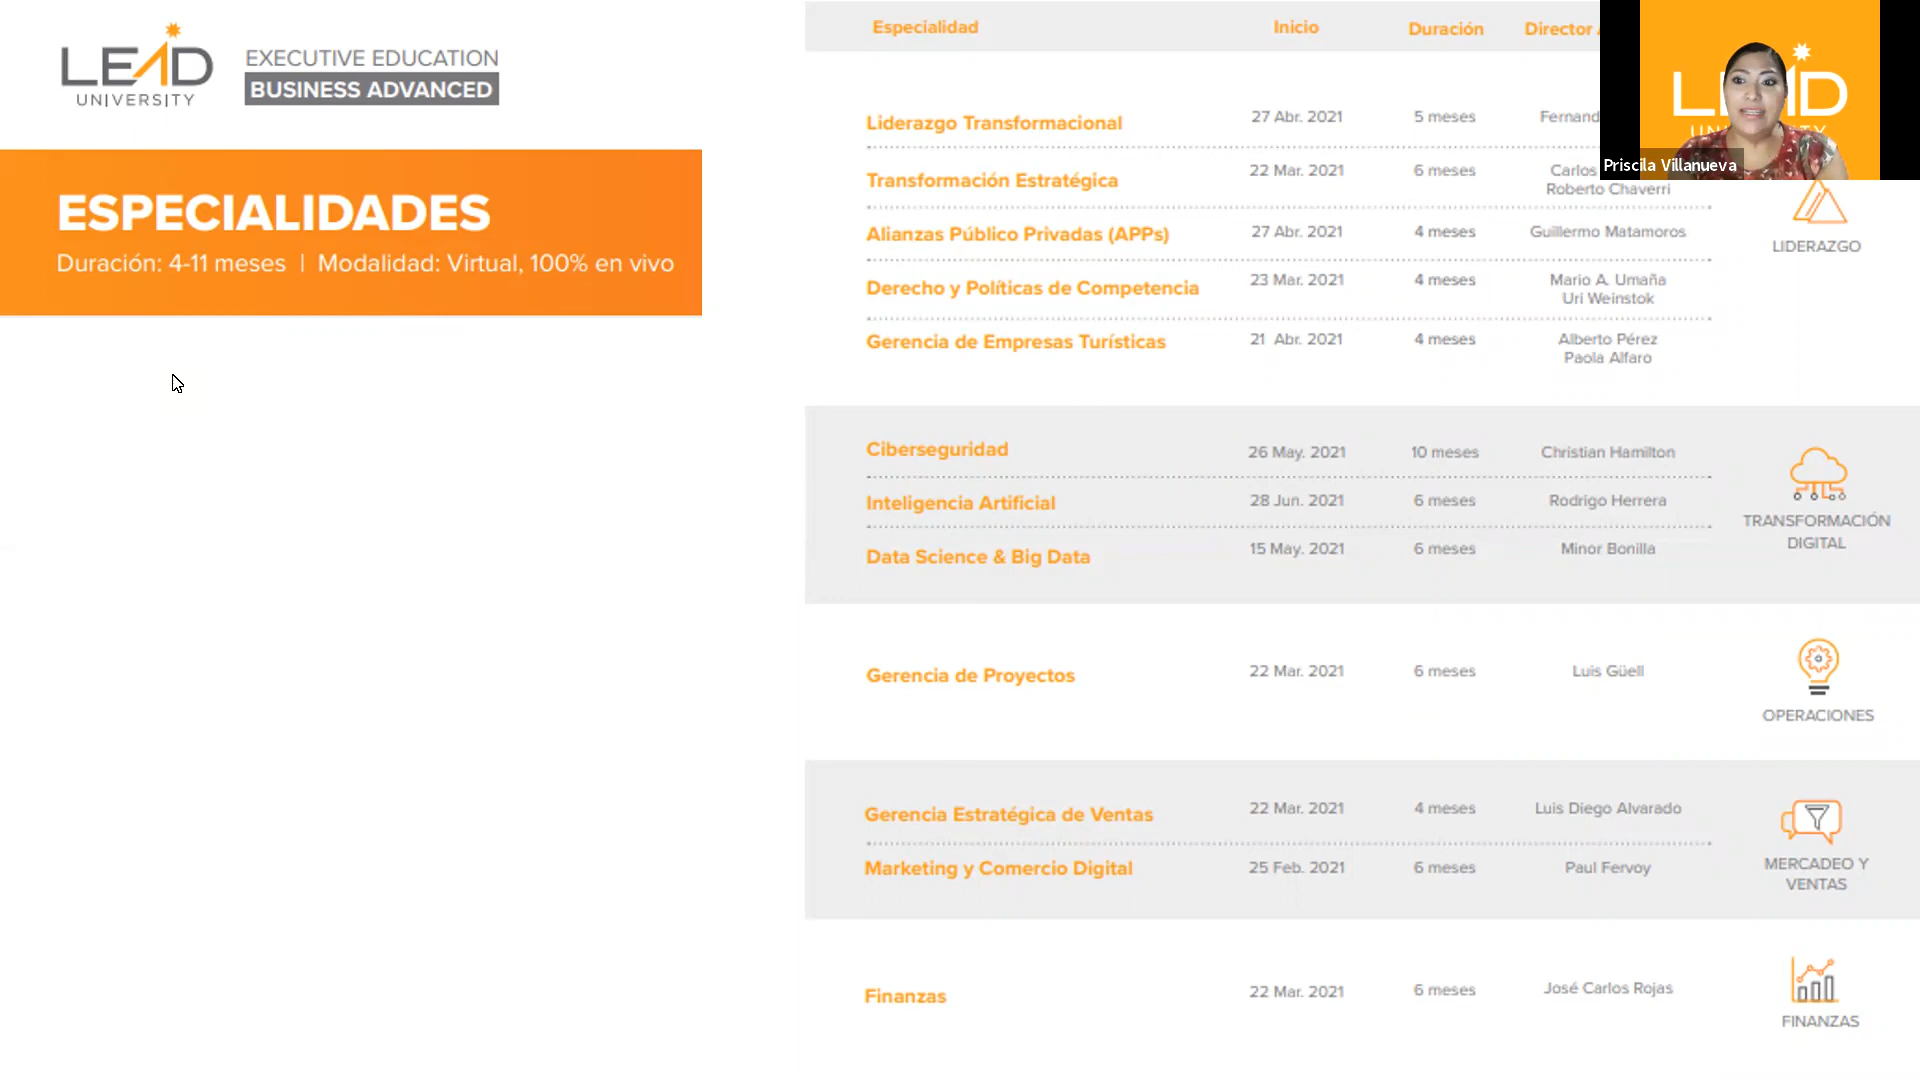 LEAD
UNIVERSITY
EXECUTIVE EDUCATION
BUSINESS ADVANCED
ESPECIALIDADES
Duración: 4-11 meses | Modalidad: Virtual, 100% en vivo
Especialidad Inicio Duración Director
Liderazgo Transformacional 27 Abr. 2021 5 meses
Transformación Estratégica 22 Mar. 2021 6 meses Carlos
Roberto Chaverri
Alianzas Público Privadas (APPs) 27 Abr. 2021 4 meses Guillermo Matamoros
Derecho y Políticas de Competencia 23 Mar. 2021 4 meses Mario A. Umaña
Uri Weinstok
Gerencia de Empresas Turísticas 21 Abr. 2021 4 meses Alberto Pérez
Paola Alfaro
LIDERAZGO
Ciberseguridad 26 May. 2021 10 meses Christian Hamilton
Inteligencia Artificial 28 Jun. 2021 6 meses Rodrigo Herrera
Data Science & Big Data 15 May. 2021 6 meses Minor Bonilla
TRANSFORMACIÓN
DIGITAL
Gerencia de Proyectos 22 Mar. 2021 6 meses Luis Güell
OPERACIONES
Gerencia Estratégica de Ventas 22 Mar. 2021 4 meses Luis Diego Alvarado
Marketing y Comercio Digital 25 Feb. 2021 6 meses Paul Fervoy
MERCADEO Y
VENTAS
Finanzas 22 Mar. 2021 6 meses José Carlos Rojas
FINANZAS
Priscila Villanueva